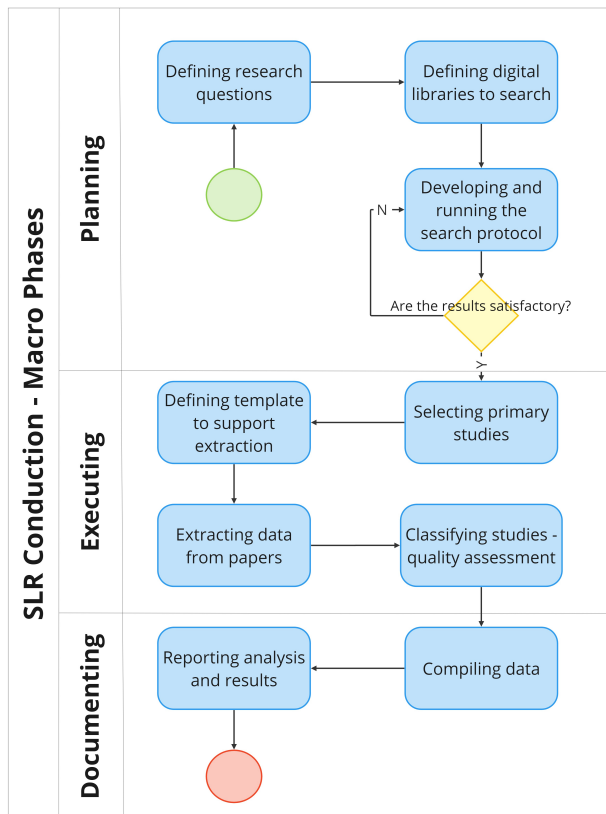 SLR Conduction - Macro Phases
Planning
Defining research
questions
Defining digital
libraries to search
Developing and
running the
search protocol
N
Are the results satisfactory?
Y
Executing
Selecting primary
studies
Defining template
to support
extraction
Extracting data
from papers
Classifying studies -
quality assessment
Documenting
Compiling data
Reporting analysis
and results